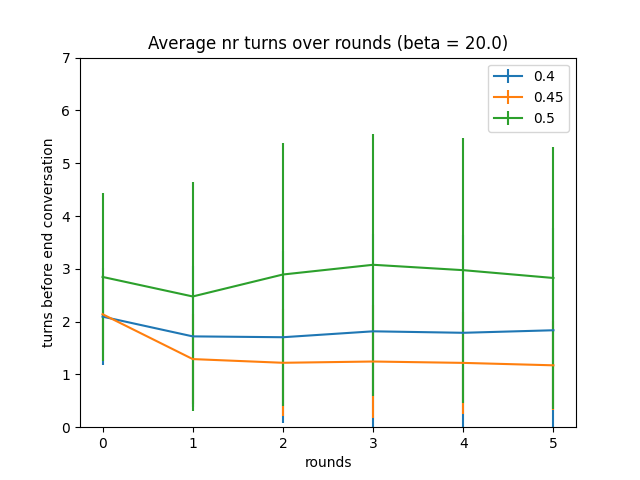 Average nr turns over rounds (beta = 20.0)
0.4
0.45
0.5
turns before end conversation
7
6
5
4
3
2
1
0
0 1 2 3 4 5
rounds